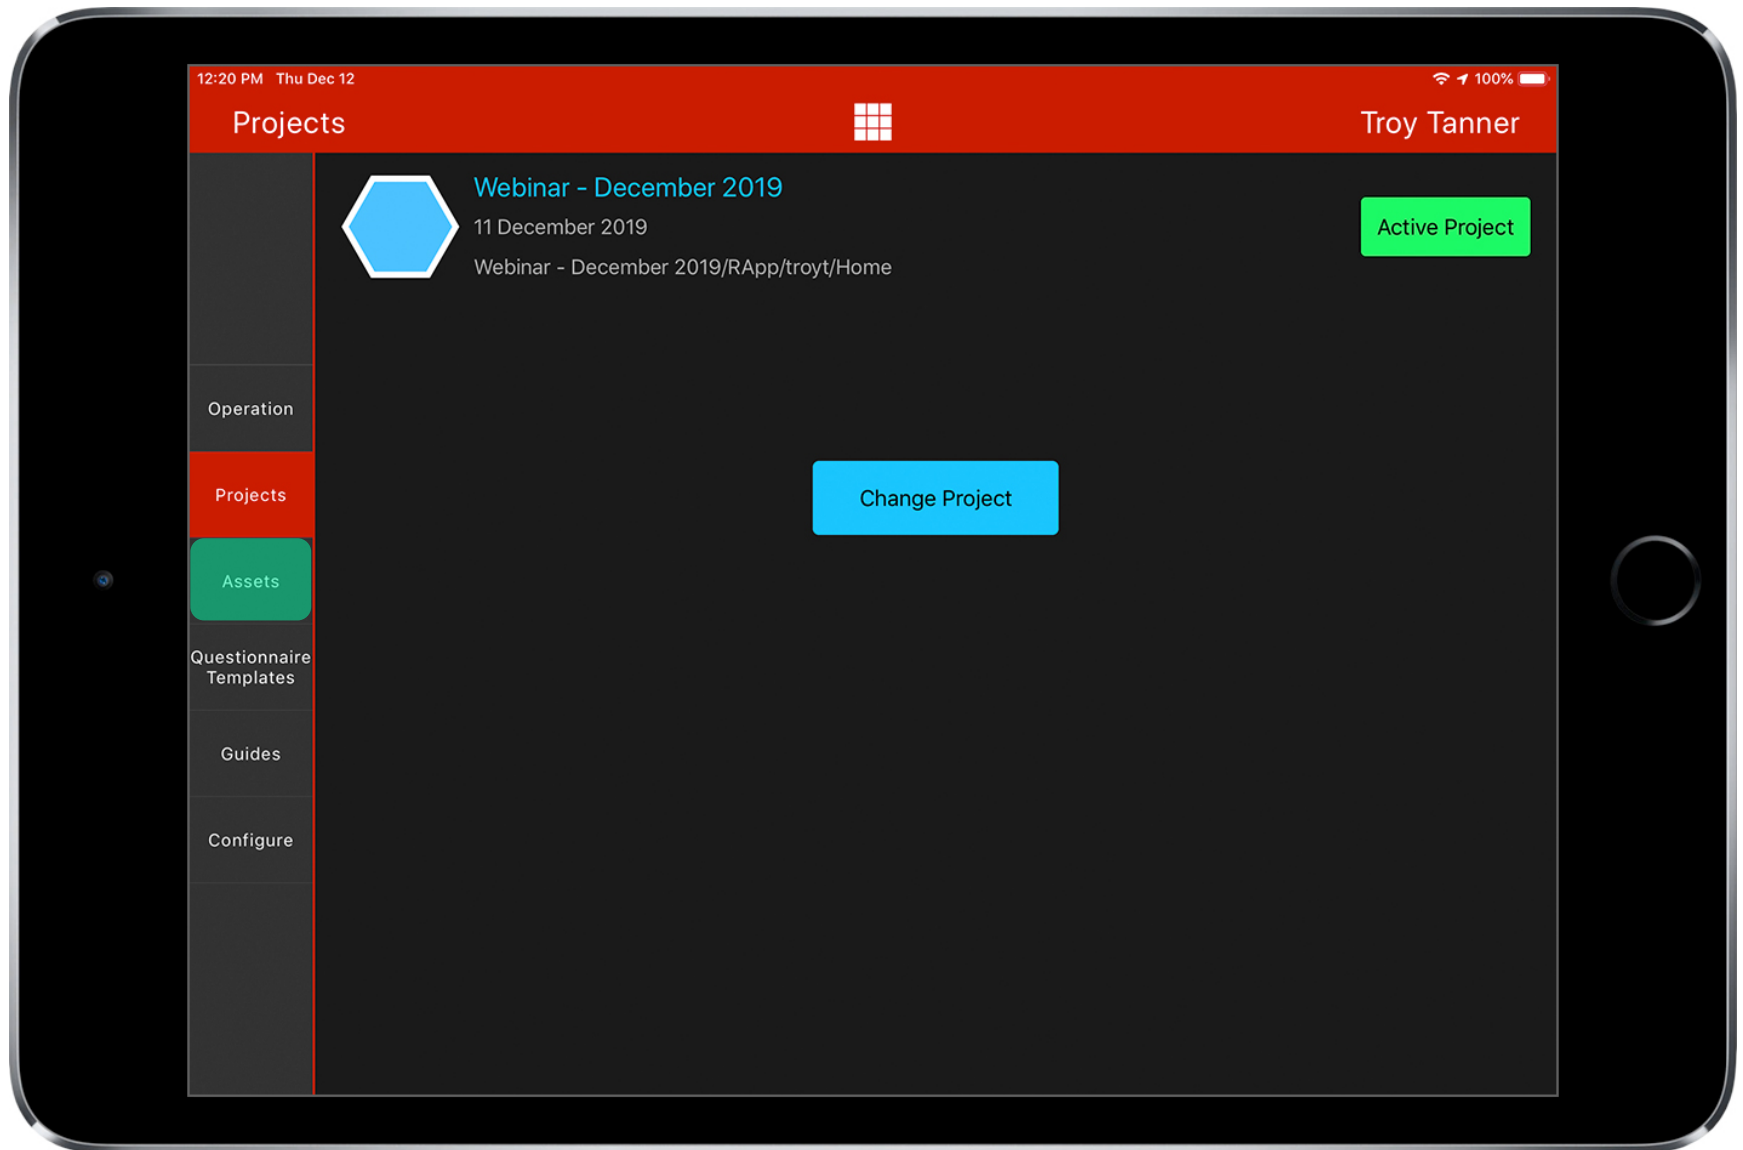 12:20 PM Thu Dec 12
100%
Projects
Troy Tanner
Webinar - December 2019
11 December 2019
Webinar - December 2019/RApp/troyt/Home
Active Project
Operation
Projects
Assets
Questionnaire
Templates
Guides
Configure
Change Project